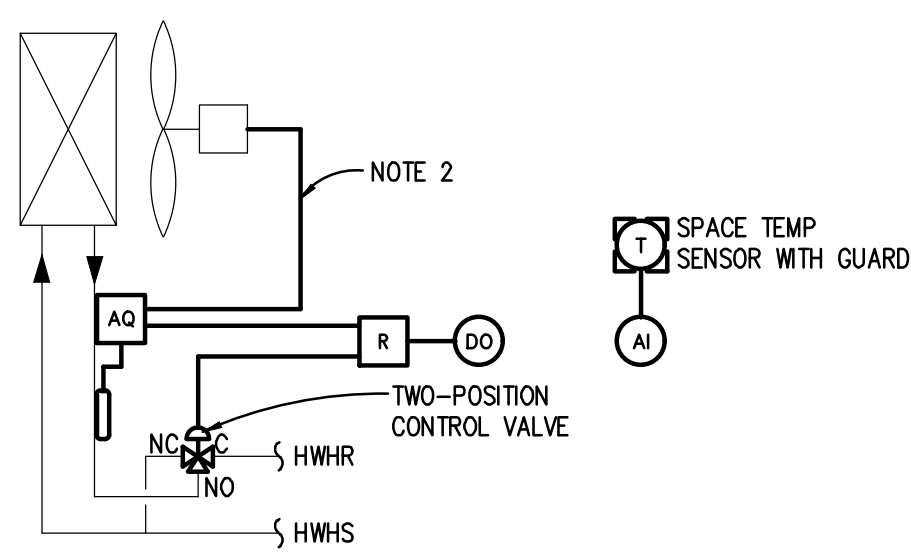 NOTE 2
SPACE TEMP
SENSOR WITH GUARD
T
AQ
R
DO
AI
TWO-POSITION
CONTROL VALVE
NC
C
HWHR
NO
HWHS